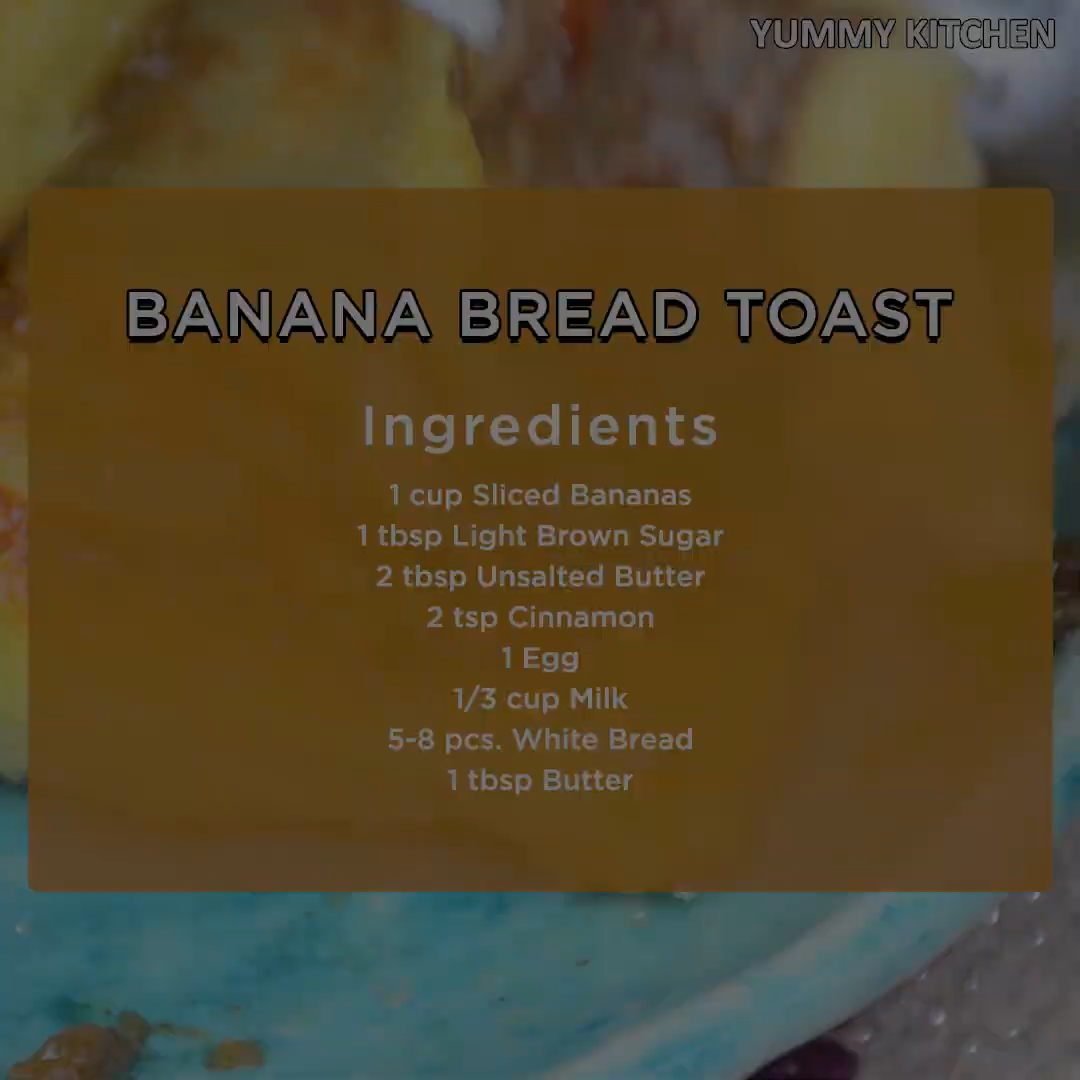 YUMMY KITCHEN
BANANA BREAD TOAST
Ingredients
1 cup Sliced Bananas
1 tbsp Light Brown Sugar
2 tbsp Unsalted Butter
2 tsp Cinnamon
1 Egg
1/3 cup Milk
5-8 pcs. White Bread
1 tbsp Butter